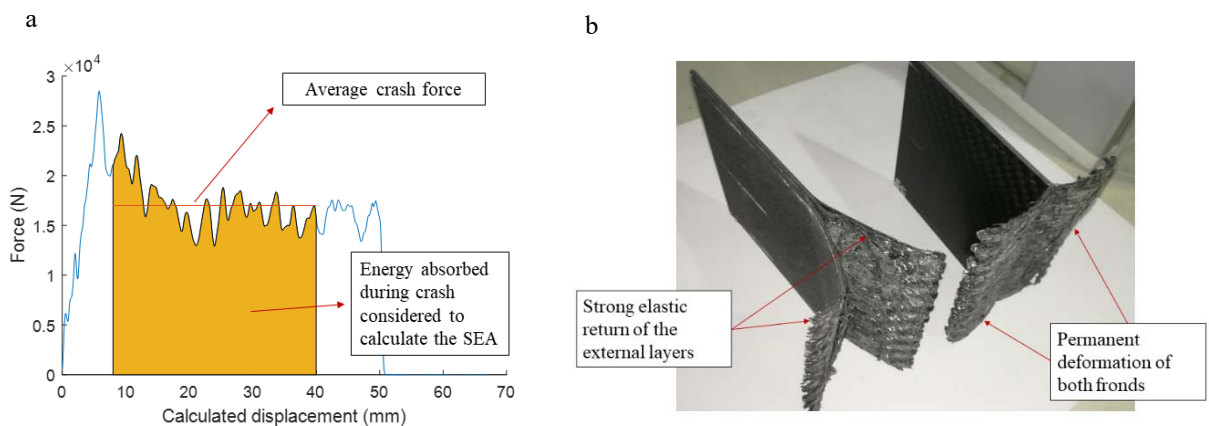 a
b
×10⁴
3
2.5
2
1.5
1
0.5
0
Force (N)
0 10 20 30 40 50 60 70
Calculated displacement (mm)
Average crash force
Energy absorbed
during crash
considered to
calculate the SEA
Strong elastic
return of the
external layers
Permanent
deformation of
both fronds